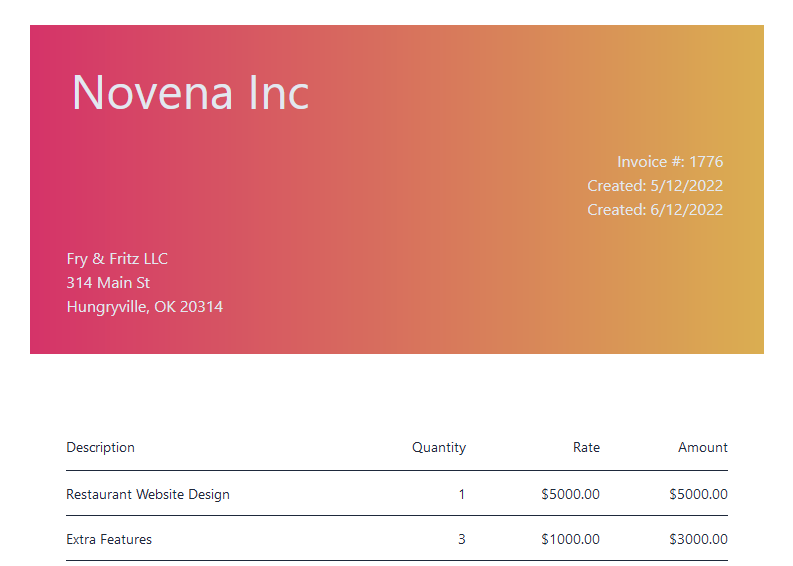 Novena Inc
Invoice #: 1776
Created: 5/12/2022
Created: 6/12/2022
Fry & Fritz LLC
314 Main St
Hungryville, OK 20314
Description Quantity Rate Amount
Restaurant Website Design 1 $5000.00 $5000.00
Extra Features 3 $1000.00 $3000.00